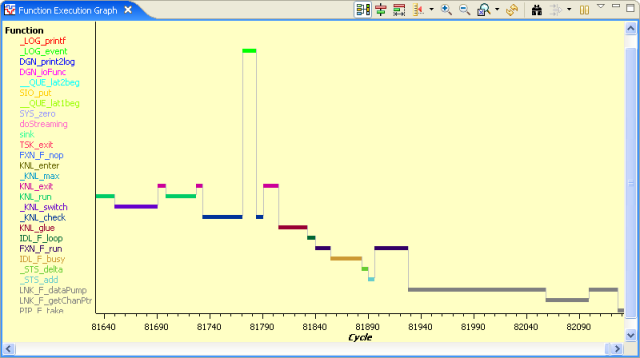 Function Execution Graph
Function
_LOG_printf
_LOG_event
DGN_print2log
DGN_ioFunc
__QUE_lat2beg
SIO_put
__QUE_lat1beg
SYS_zero
doStreaming
sink
TSK_exit
FXN_F_nop
KNL_enter
_KNL_max
KNL_exit
KNL_run
_KNL_switch
_KNL_check
KNL_glue
IDL_F_loop
FXN_F_run
IDL_F_busy
_STS_delta
_STS_add
LNK_F_dataPump
LNK_F_getChanPtr
PIP_F_take
81640 81690 81740 81790 81840 81890 81940 81990 82040 82090
Cycle